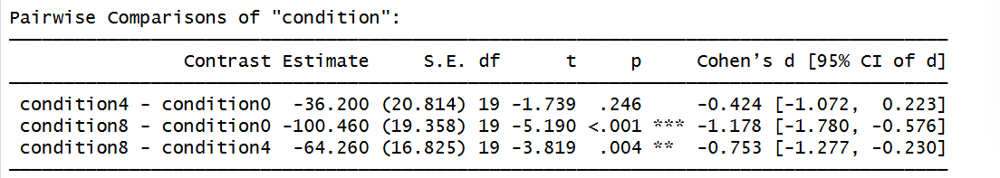 Pairwise Comparisons of "condition":
Contrast Estimate S.E. df t p Cohen’s d [95% CI of d]
condition4 - condition0 -36.200 (20.814) 19 -1.739 .246 -0.424 [-1.072, 0.223]
condition8 - condition0 -100.460 (19.358) 19 -5.190 <.001 *** -1.178 [-1.780, -0.576]
condition8 - condition4 -64.260 (16.825) 19 -3.819 .004 ** -0.753 [-1.277, -0.230]